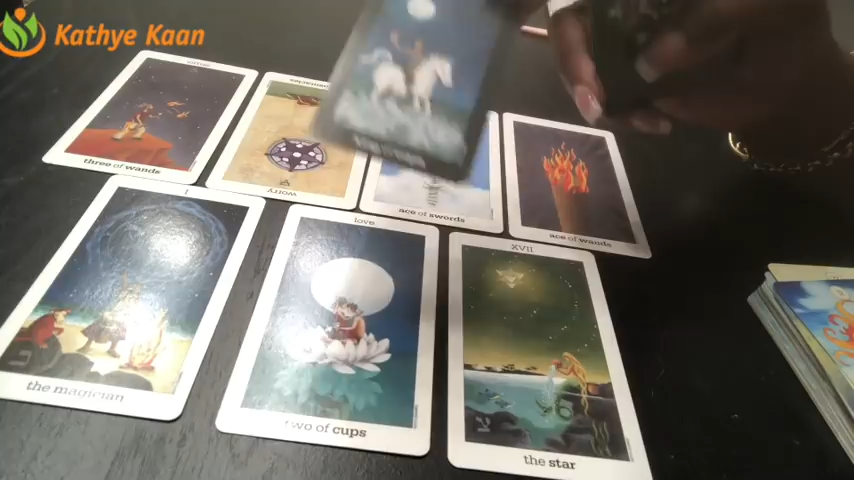 Kathye Kaan
three of wands
worry
ace of swords
ace of wands
I
the magician
love
two of cups
XVII
the star